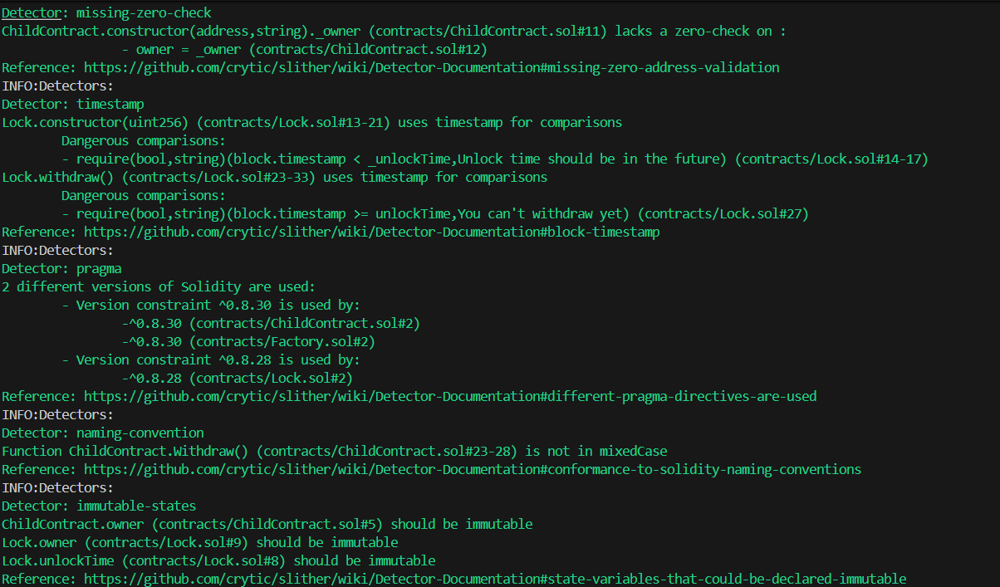 Detector: missing-zero-check
ChildContract.constructor(address,string)._owner (contracts/ChildContract.sol#11) lacks a zero-check on :
- owner = _owner (contracts/ChildContract.sol#12)
Reference: https://github.com/crytic/slither/wiki/Detector-Documentation#missing-zero-address-validation
INFO:Detectors:
Detector: timestamp
Lock.constructor(uint256) (contracts/Lock.sol#13-21) uses timestamp for comparisons
Dangerous comparisons:
- require(bool,string)(block.timestamp < _unlockTime,Unlock time should be in the future) (contracts/Lock.sol#14-17)
Lock.withdraw() (contracts/Lock.sol#23-33) uses timestamp for comparisons
Dangerous comparisons:
- require(bool,string)(block.timestamp >= unlockTime,You can't withdraw yet) (contracts/Lock.sol#27)
Reference: https://github.com/crytic/slither/wiki/Detector-Documentation#block-timestamp
INFO:Detectors:
Detector: pragma
2 different versions of Solidity are used:
- Version constraint ^0.8.30 is used by:
-^0.8.30 (contracts/ChildContract.sol#2)
-^0.8.30 (contracts/Factory.sol#2)
- Version constraint ^0.8.28 is used by:
-^0.8.28 (contracts/Lock.sol#2)
Reference: https://github.com/crytic/slither/wiki/Detector-Documentation#different-pragma-directives-are-used
INFO:Detectors:
Detector: naming-convention
Function ChildContract.Withdraw() (contracts/ChildContract.sol#23-28) is not in mixedCase
Reference: https://github.com/crytic/slither/wiki/Detector-Documentation#conformance-to-solidity-naming-conventions
INFO:Detectors:
Detector: immutable-states
ChildContract.owner (contracts/ChildContract.sol#5) should be immutable
Lock.owner (contracts/Lock.sol#9) should be immutable
Lock.unlockTime (contracts/Lock.sol#8) should be immutable
Reference: https://github.com/crytic/slither/wiki/Detector-Documentation#state-variables-that-could-be-declared-immutable